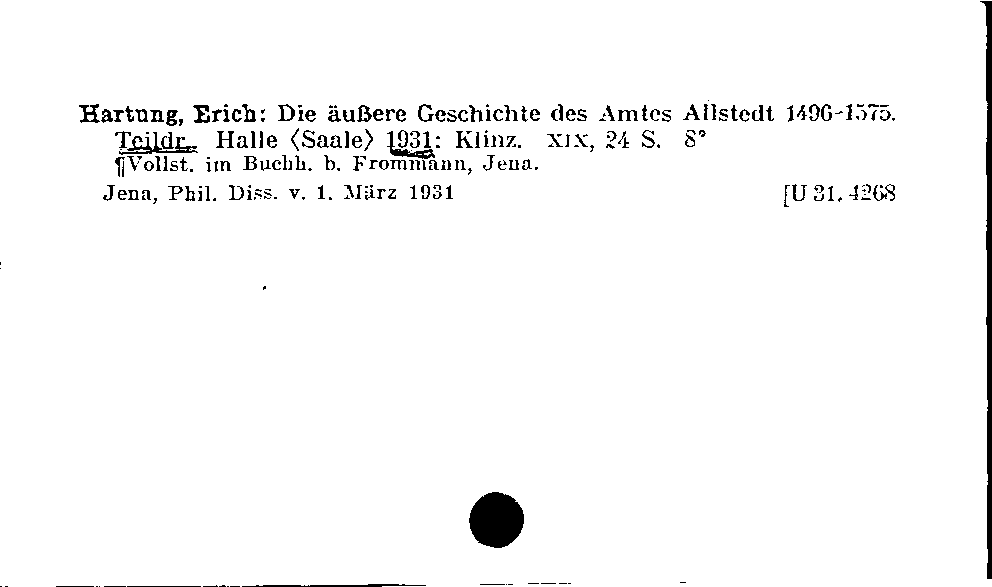 Hartung, Erich: Die äußere Geschichte des Amtes Allstedt 1496-1575.
Teildr. Halle ⟨Saale⟩ 1931: Klinz. XIX, 24 S. 8°
¶Vollst. im Buchh. b. Frommann, Jena.
Jena, Phil. Diss. v. 1. März 1931 [U 31. 4268